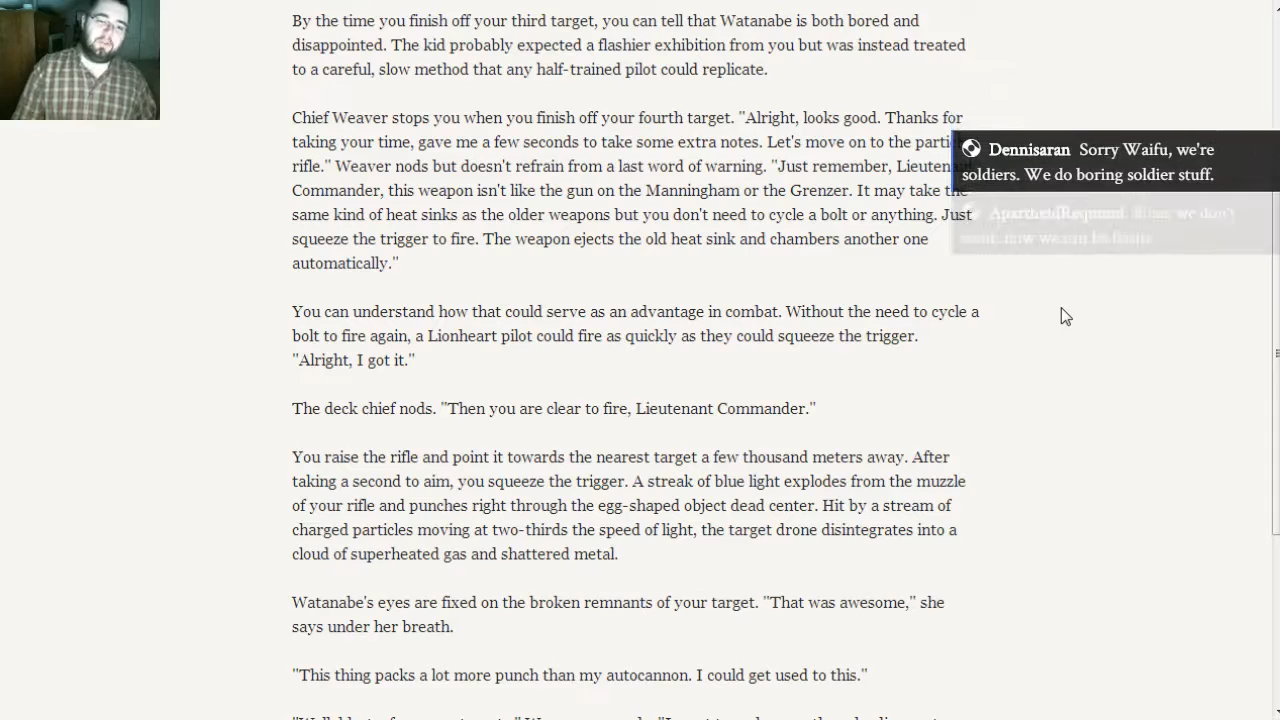 By the time you finish off your third target, you can tell that Watanabe is both bored and
disappointed. The kid probably expected a flashier exhibition from you but was instead treated
to a careful, slow method that any half-trained pilot could replicate.
Chief Weaver stops you when you finish off your fourth target. "Alright, looks good. Thanks for
taking your time, gave me a few seconds to take some extra notes. Let's move on to the
rifle." Weaver nods but doesn't refrain from a last word of warning. "Just remember,
Commander, this weapon isn't like the gun on the Manningham or the Grenzer. It may take the
same kind of heat sinks as the older weapons but you don't need to cycle a bolt or anything. Just
squeeze the trigger to fire. The weapon ejects the old heat sink and chambers another one
automatically."
You can understand how that could serve as an advantage in combat. Without the need to cycle a
bolt to fire again, a Lionheart pilot could fire as quickly as they could squeeze the trigger.
"Alright, I got it."
The deck chief nods. "Then you are clear to fire, Lieutenant Commander."
You raise the rifle and point it towards the nearest target a few thousand meters away. After
taking a second to aim, you squeeze the trigger. A streak of blue light explodes from the muzzle
of your rifle and punches right through the egg-shaped object dead center. Hit by a stream of
charged particles moving at two-thirds the speed of light, the target drone disintegrates into a
cloud of superheated gas and shattered metal.
Watanabe's eyes are fixed on the broken remnants of your target. "That was awesome," she
says under her breath.
"This thing packs a lot more punch than my autocannon. I could get used to this."
Dennisaran Sorry Waifu, we're
soldiers. We do boring soldier stuff.